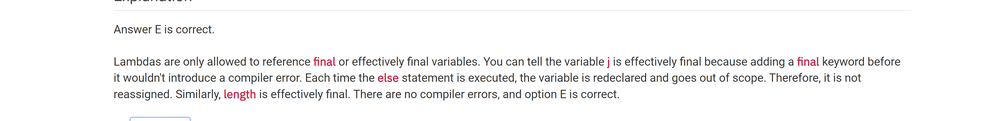 Explanation
Answer E is correct.
Lambdas are only allowed to reference final or effectively final variables. You can tell the variable j is effectively final because adding a final keyword before
it wouldn't introduce a compiler error. Each time the else statement is executed, the variable is redeclared and goes out of scope. Therefore, it is not
reassigned. Similarly, length is effectively final. There are no compiler errors, and option E is correct.